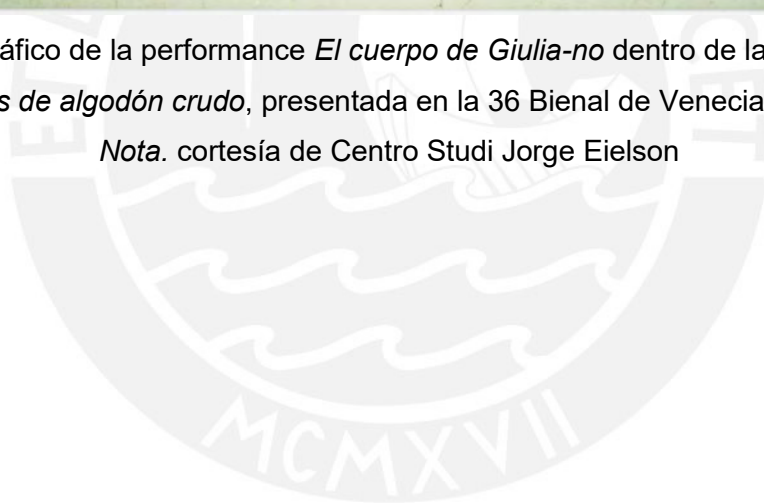 áfico de la performance El cuerpo de Giulia-no dentro de la
s de algodón crudo, presentada en la 36 Bienal de Venecia
Nota. cortesía de Centro Studi Jorge Eielson
ET
MCMXVII